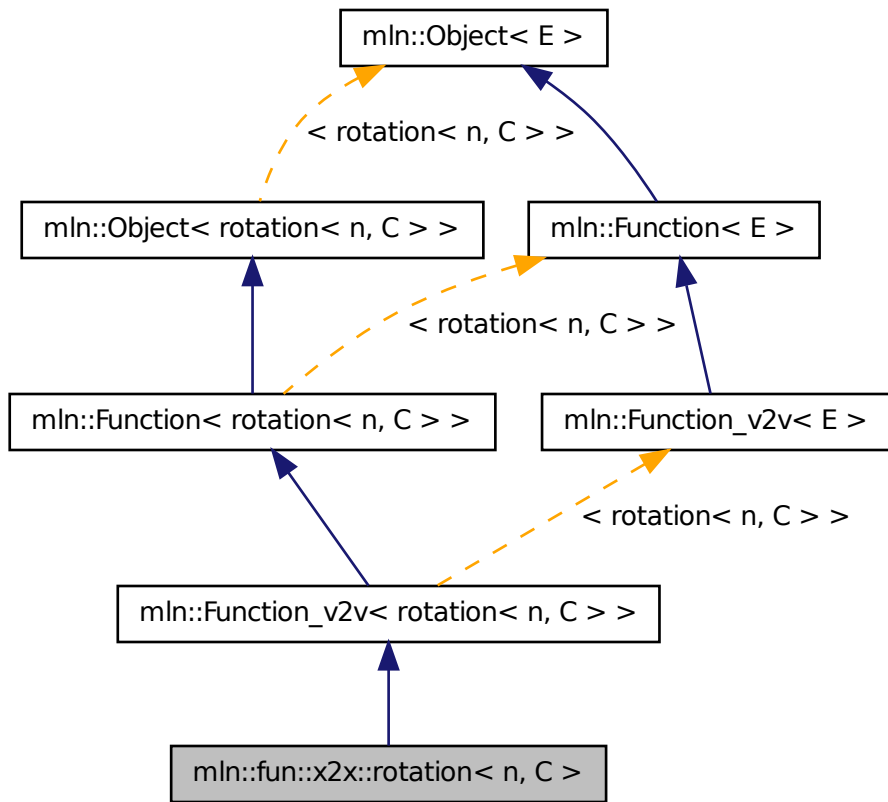 mln::Object< E >
< rotation< n, C > >
mln::Object< rotation< n, C > >
mln::Function< E >
< rotation< n, C > >
mln::Function< rotation< n, C > >
mln::Function_v2v< E >
< rotation< n, C > >
mln::Function_v2v< rotation< n, C > >
mln::fun::x2x::rotation< n, C >